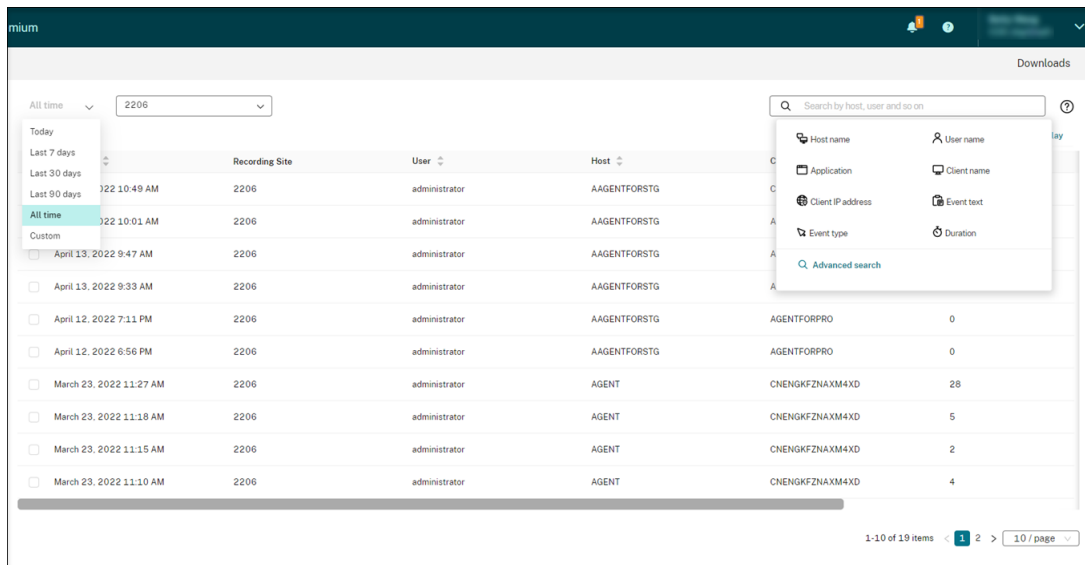 mium
1
Downloads
All time
2206
Search by host, user and so on
Today
Last 7 days
Last 30 days
Last 90 days
All time
Custom
Host name
User name
Application
Client name
Client IP address
Event text
Event type
Duration
Advanced search
lay
Recording Site User Host C
022 10:49 AM 2206 administrator AAGENTFORSTG C
022 10:01 AM 2206 administrator AAGENTFORSTG A
April 13, 2022 9:47 AM 2206 administrator AAGENTFORSTG A
April 13, 2022 9:33 AM 2206 administrator AAGENTFORSTG A
April 12, 2022 7:11 PM 2206 administrator AAGENTFORSTG AGENTFORPRO 0
April 12, 2022 6:56 PM 2206 administrator AAGENTFORSTG AGENTFORPRO 0
March 23, 2022 11:27 AM 2206 administrator AGENT CNENGKFZNAXM4XD 28
March 23, 2022 11:18 AM 2206 administrator AGENT CNENGKFZNAXM4XD 5
March 23, 2022 11:15 AM 2206 administrator AGENT CNENGKFZNAXM4XD 2
March 23, 2022 11:10 AM 2206 administrator AGENT CNENGKFZNAXM4XD 4
1-10 of 19 items < 1 2 > 10 / page